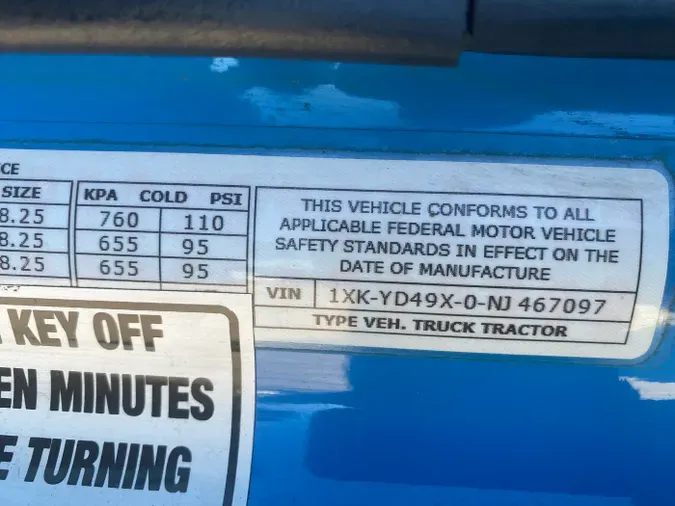 CE
SIZE KPA COLD PSI
8.25 760 110
8.25 655 95
8.25 655 95
THIS VEHICLE CONFORMS TO ALL
APPLICABLE FEDERAL MOTOR VEHICLE
SAFETY STANDARDS IN EFFECT ON THE
DATE OF MANUFACTURE
VIN 1XK-YD49X-0-NJ 467097
TYPE VEH. TRUCK TRACTOR
KEY OFF
EN MINUTES
E TURNING